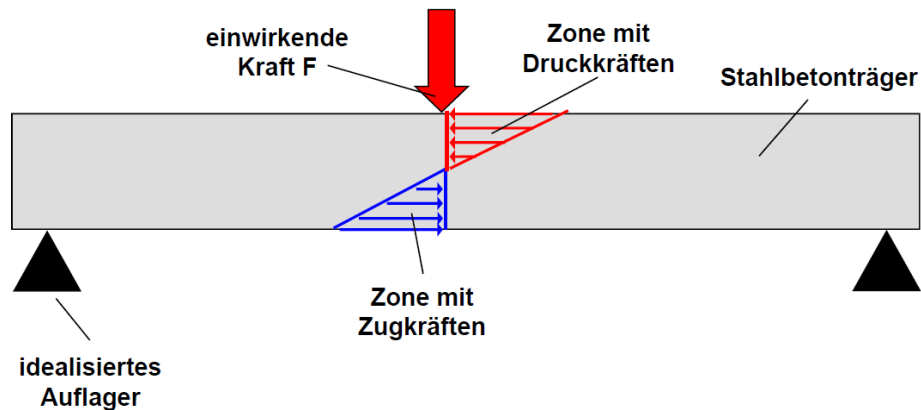 einwirkende
Kraft F
Zone mit
Druckkräften
Stahlbetonträger
Zone mit
Zugkräften
idealisiertes
Auflager